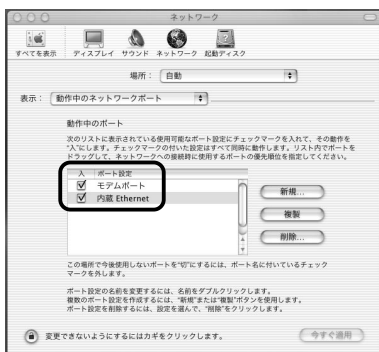 ネットワーク
すべてを表示 ディスプレイ サウンド ネットワーク 起動ディスク
場所： 自動
表示： 動作中のネットワークポート
動作中のポート
次のリストに表示されている使用可能なポート設定にチェックマークを入れて、その動作を
“入”にします。チェックマークの付いた設定はすべて同時に動作します。リスト内でポートを
ドラッグして、ネットワークへの接続時に使用するポートの優先順位を指定してください。
入 ポート設定
モデムポート
内蔵 Ethernet
新規...
複製
削除...
この場所で今後使用しないポートを“切”にするには、ポート名に付いているチェック
マークを外します。
ポート設定の名前を変更するには、名前をダブルクリックします。
複数のポート設定を作成するには、“新規”または“複製”ボタンを使用します。
ポート設定を削除するには、設定を選んで、“削除”をクリックします。
変更できないようにするにはカギをクリックします。
今すぐ適用